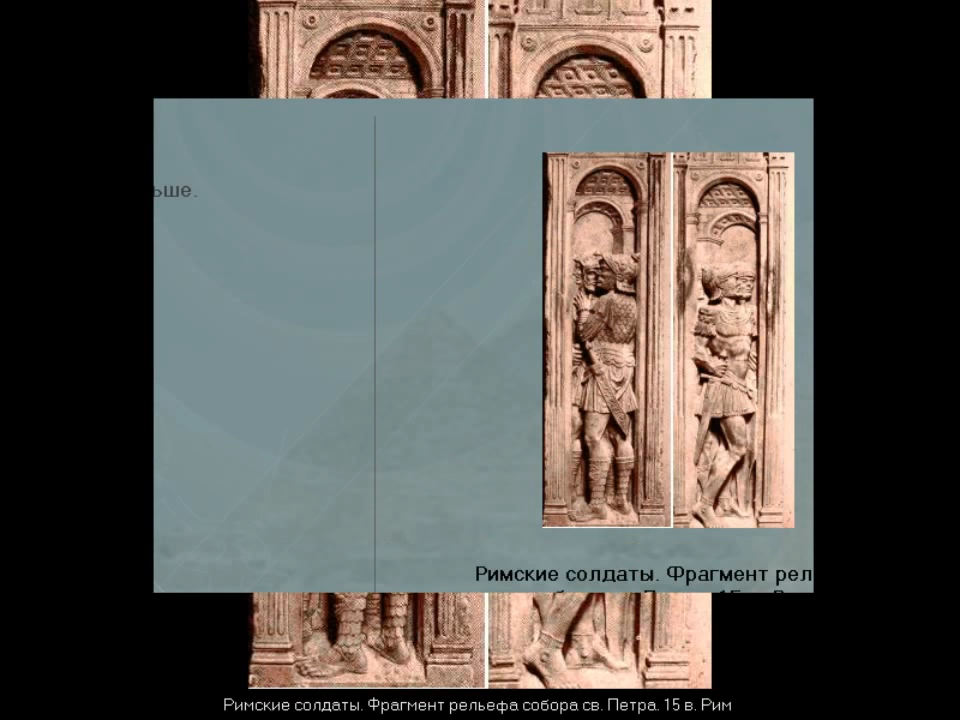 ьше.
Римские солдаты. Фрагмент рел
Римские солдаты. Фрагмент рельефа собора св. Петра. 15 в. Рим